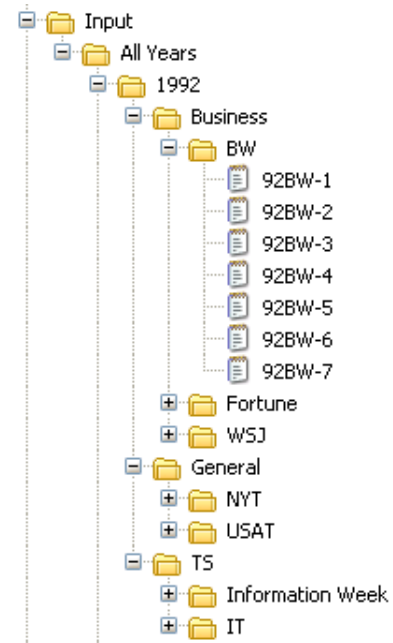 Input
All Years
1992
Business
BW
92BW-1
92BW-2
92BW-3
92BW-4
92BW-5
92BW-6
92BW-7
Fortune
WSJ
General
NYT
USAT
TS
Information Week
IT